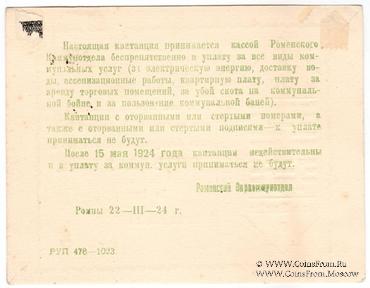 Настоящая квитанция принимается кассой Роменского
Коммунотдела беспрепятственно в уплату за все виды ком-
мунальных услуг (за электрическую энергию, доставку во-
ды, ассенизационные работы, квартирную плату, плату за
аренду торговых помещений, за убой скота на коммуналь-
ной бойне и за пользование коммунальной баней).
Квитанции с оторванными или стертыми номерами, а
также с оторванными или стертыми подписями—к уплате
приниматься не будут.
После 15 мая 1924 года квитанции недействительны
и в уплату за коммун. услуги приниматься не будут.
Роменский Окркоммунотдел
Ромны 22—III—24 г.
РУП 478—1023.
www.CoinsFrom.Ru
http://www.CoinsFrom.Ru